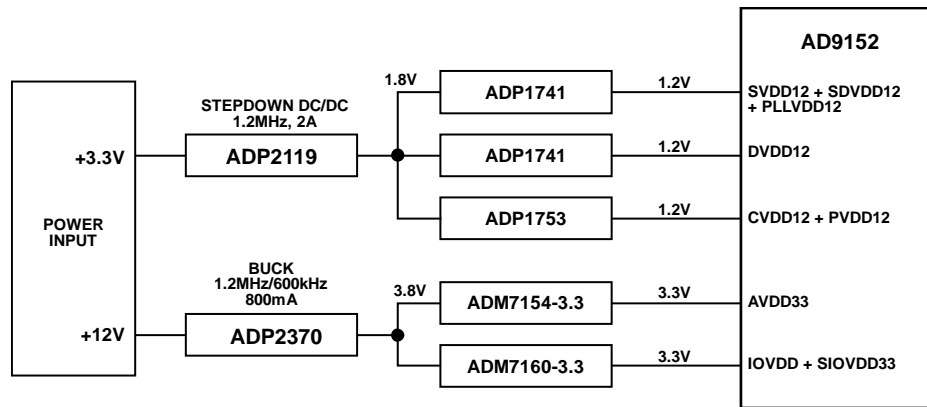 AD9152
POWER
INPUT
+3.3V
+12V
STEPDOWN DC/DC
1.2MHz, 2A
ADP2119
1.8V
ADP1741
1.2V
SVDD12 + SDVDD12
+ PLLVDD12
ADP1741
1.2V
DVDD12
ADP1753
1.2V
CVDD12 + PVDD12
BUCK
1.2MHz/600kHz
800mA
ADP2370
3.8V
ADM7154-3.3
3.3V
AVDD33
ADM7160-3.3
3.3V
IOVDD + SIOVDD33